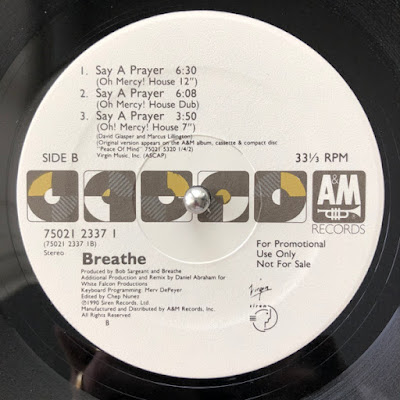 1. Say A Prayer 6:30
(Oh Mercy! House 12")
2. Say A Prayer 6:08
(Oh Mercy! House Dub)
3. Say A Prayer 3:50
(Oh! Mercy! House 7")
(David Glasper and Marcus Lillington)
(Original version appears on the A&M album, cassette & compact disc
"Peace Of Mind" 75021 5320 1/4/2)
Virgin Music, Inc. (ASCAP)
SIDE B
33⅓ RPM
A&M
RECORDS
75021 2337 1
(75021 2337 1B)
Stereo
Breathe
For Promotional
Use Only
Not For Sale
Produced by Bob Sargeant and Breathe
Additional Production and Remix by Daniel Abraham for
White Falcon Productions
Keyboard Programming: Merv DePeyer
Edited by Chep Nunez
℗1990 Siren Records, Ltd.
Manufactured and Distributed by A&M Records, Inc.
All Rights Reserved
B
Virgin
siren